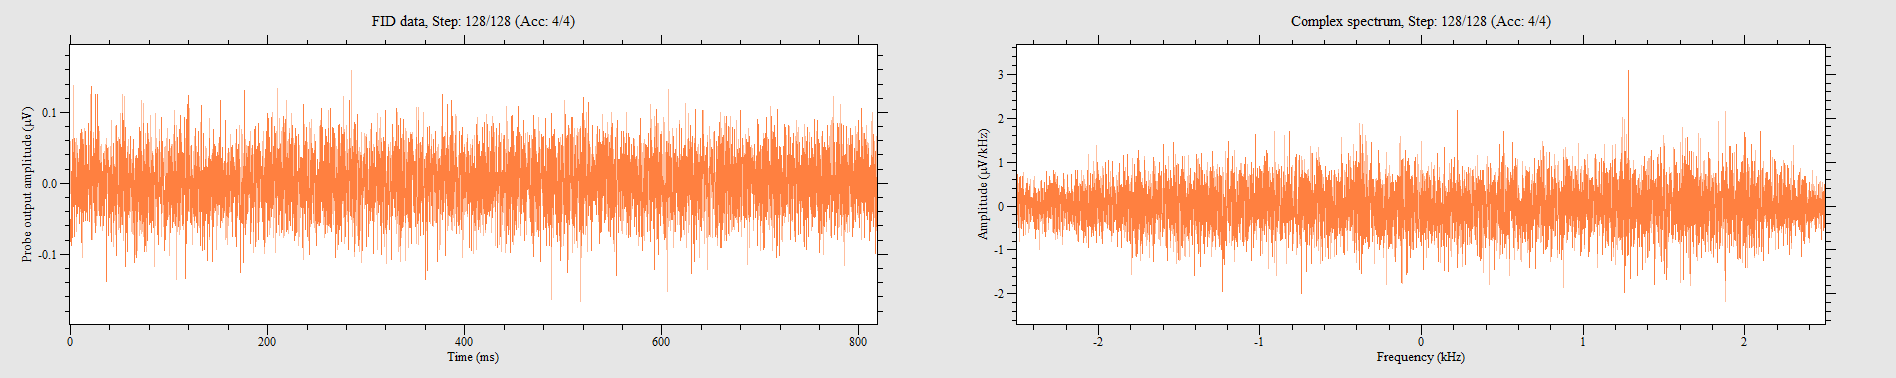 FID data, Step: 128/128 (Acc: 4/4)
Probe output amplitude (µV)
0.1
0.0
-0.1
0 200 400 600 800
Time (ms)
Complex spectrum, Step: 128/128 (Acc: 4/4)
Amplitude (µV/kHz)
3
2
1
0
-1
-2
-2 -1 0 1 2
Frequency (kHz)